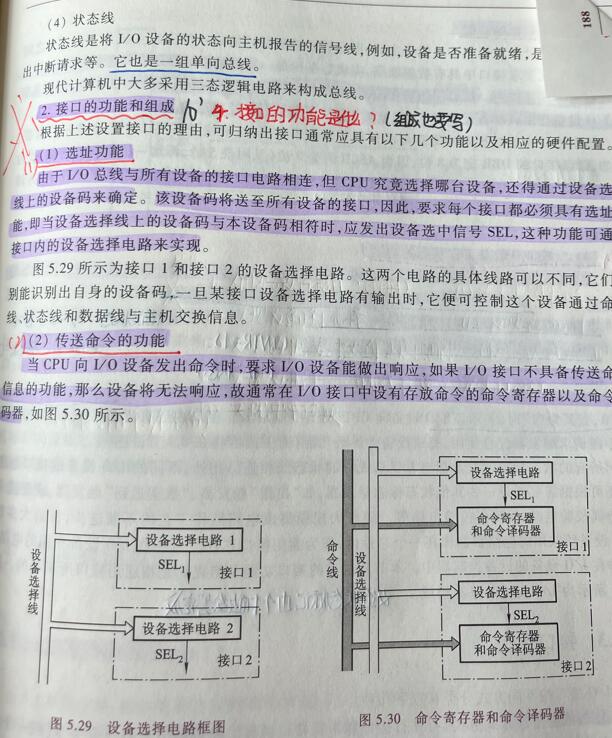 188
(4) 状态线
状态线是将 I/O 设备的状态向主机报告的信号线,例如,设备是否准备就绪,是
出中断请求等。它也是一组单向总线。
现代计算机中大多采用三态逻辑电路来构成总线。
2. 接口的功能和组成 10' 4. 接口的功能是什么? (组成也要写)
根据上述设置接口的理由,可归纳出接口通常应具有以下几个功能以及相应的硬件配置。
(1) (1) 选址功能
由于 I/O 总线与所有设备的接口电路相连,但 CPU 究竟选择哪台设备,还得通过设备选
线上的设备码来确定。该设备码将送至所有设备的接口,因此,要求每个接口都必须具有选址
能,即当设备选择线上的设备码与本设备码相符时,应发出设备选中信号 SEL,这种功能可通
接口内的设备选择电路来实现。
图 5.29 所示为接口 1 和接口 2 的设备选择电路。这两个电路的具体线路可以不同,它们
别能识别出自身的设备码,一旦某接口设备选择电路有输出时,它便可控制这个设备通过命
线、状态线和数据线与主机交换信息。
(2) (2) 传送命令的功能
当 CPU 向 I/O 设备发出命令时,要求 I/O 设备能做出响应,如果 I/O 接口不具备传送命
信息的功能,那么设备将无法响应,故通常在 I/O 接口中设有存放命令的命令寄存器以及命令
码器,如图 5.30 所示。
设备选择线
设备选择电路 1
SEL₁
接口1
设备选择电路 2
SEL₂
接口2
图 5.29 设备选择电路框图
命令线
设备选择线
设备选择电路
SEL₁
命令寄存器
和命令译码器
接口1
设备选择电路
SEL₂
命令寄存器
和命令译码器
接口2
图 5.30 命令寄存器和命令译码器